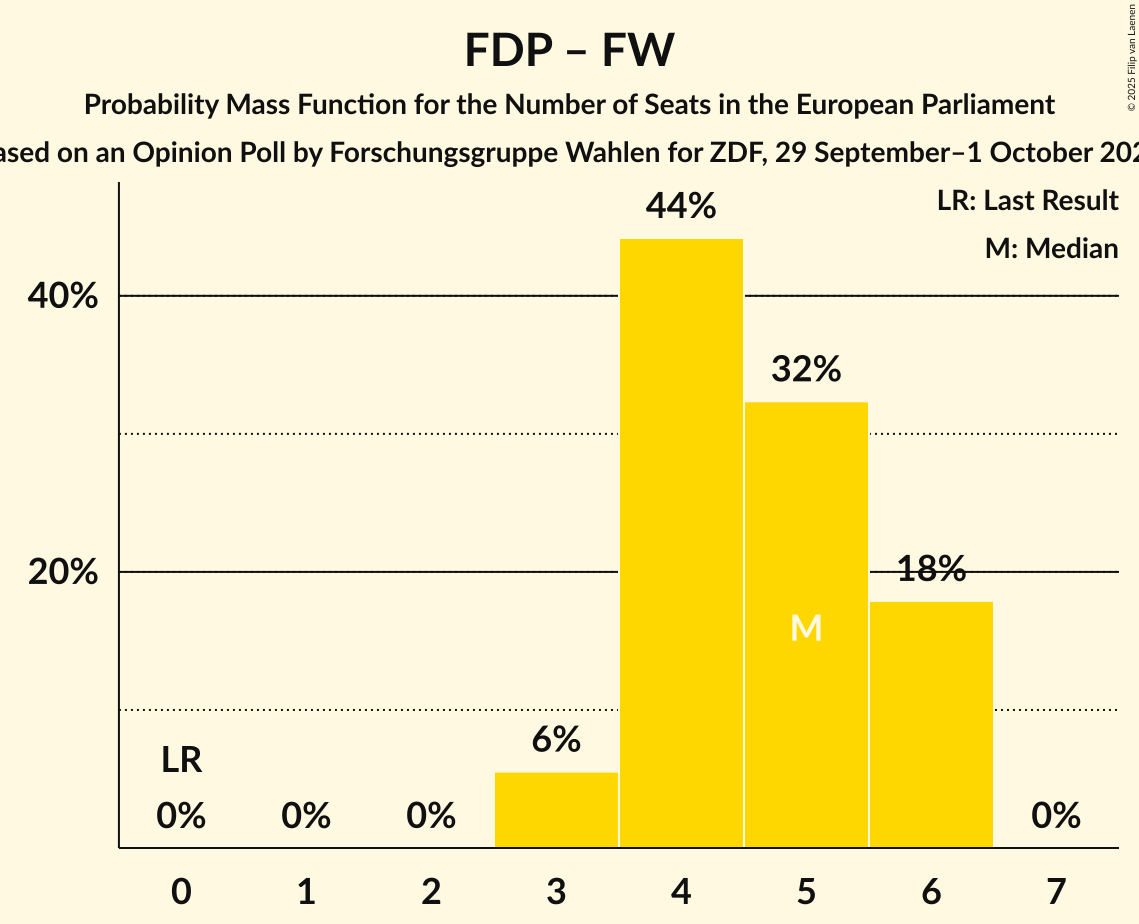 FDP – FW
Probability Mass Function for the Number of Seats in the European Parliament
ased on an Opinion Poll by Forschungsgruppe Wahlen for ZDF, 29 September–1 October 202
© 2025 Filip van Laenen
LR: Last Result
M: Median
44%
40%
32%
20%
18%
M
6%
LR
0% 0% 0% 0%
0 1 2 3 4 5 6 7